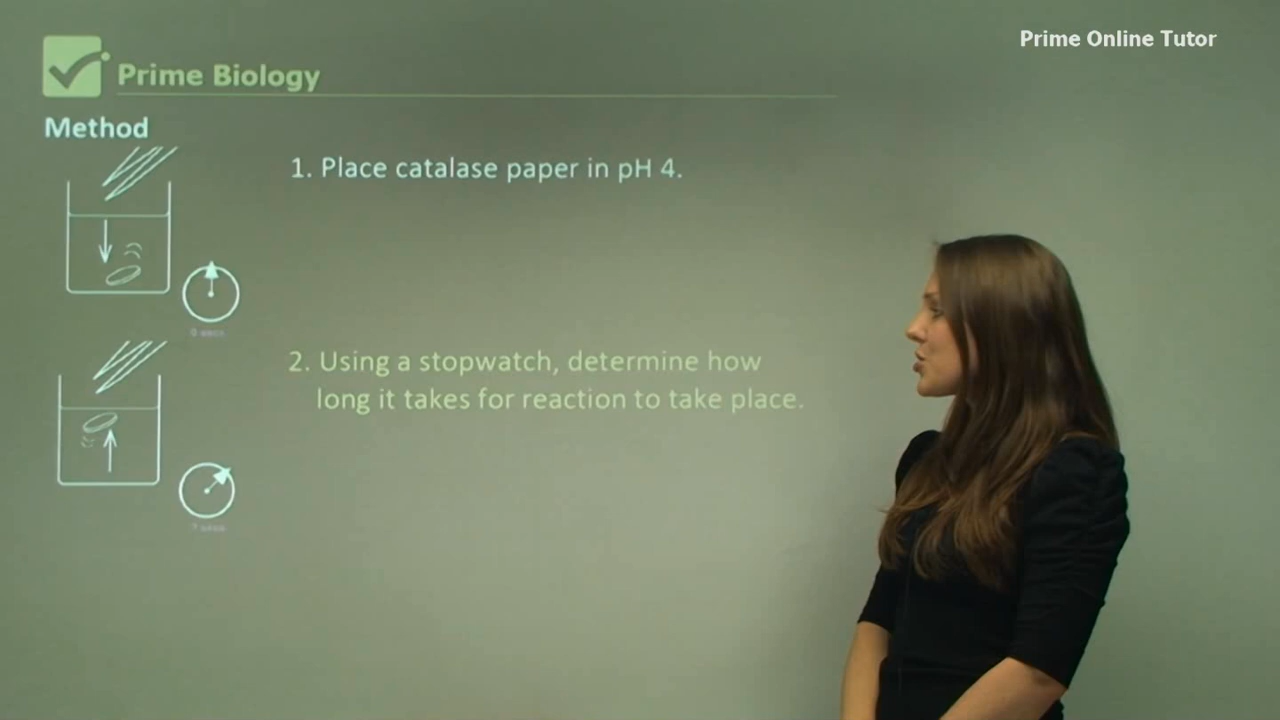 Prime Online Tutor
Prime Biology
Method
1. Place catalase paper in pH 4.
2. Using a stopwatch, determine how
long it takes for reaction to take place.